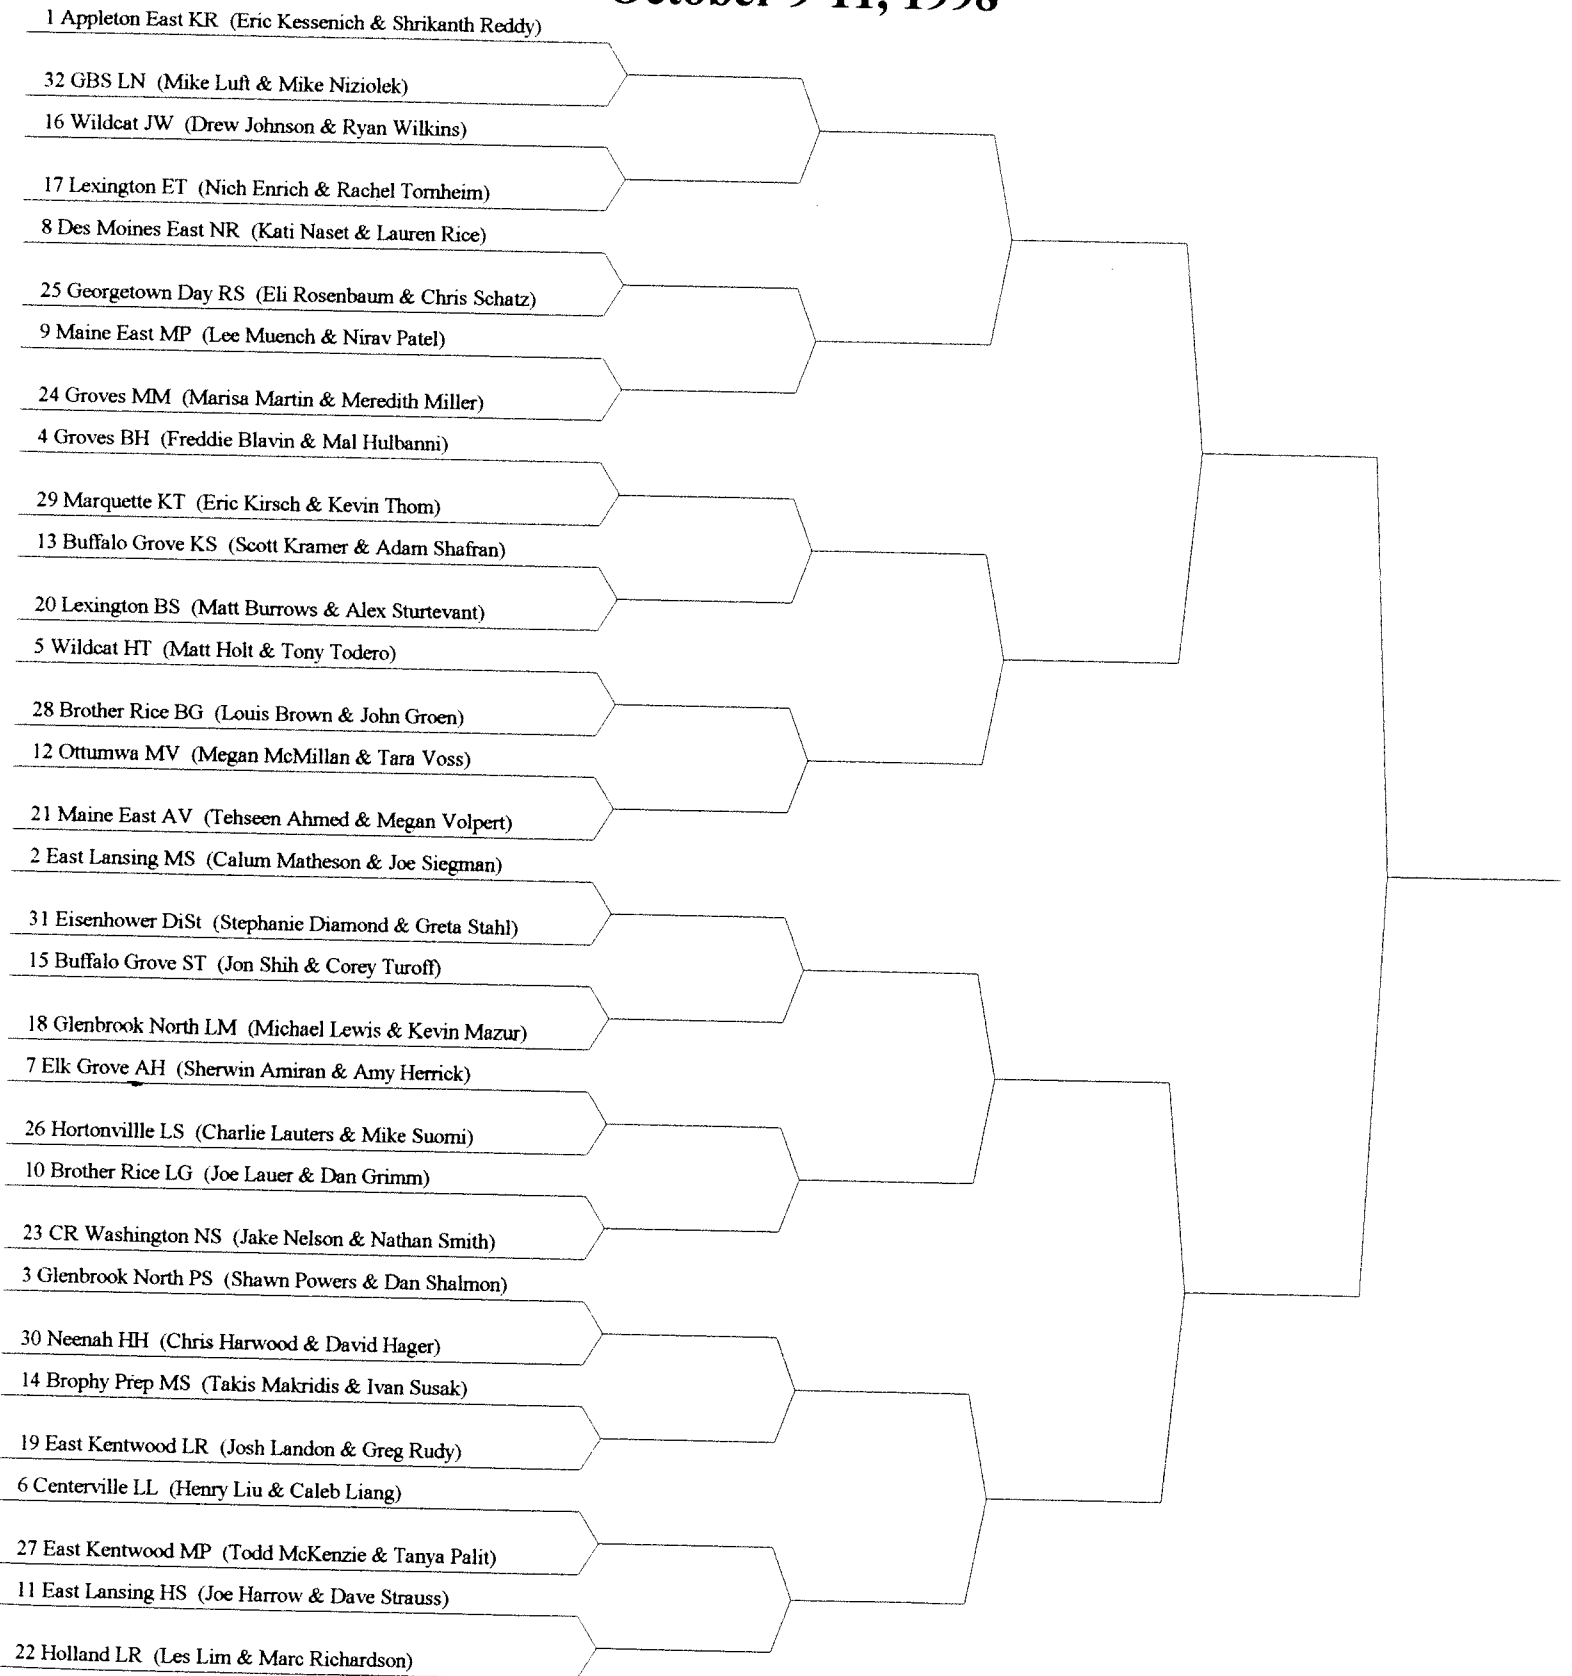 October 9-11, 1998
1 Appleton East KR (Eric Kessenich & Shrikanth Reddy)
32 GBS LN (Mike Luft & Mike Niziolek)
16 Wildcat JW (Drew Johnson & Ryan Wilkins)
17 Lexington ET (Nich Enrich & Rachel Tornheim)
8 Des Moines East NR (Kati Naset & Lauren Rice)
25 Georgetown Day RS (Eli Rosenbaum & Chris Schatz)
9 Maine East MP (Lee Muench & Nirav Patel)
24 Groves MM (Marisa Martin & Meredith Miller)
4 Groves BH (Freddie Blavin & Mal Hulbanni)
29 Marquette KT (Eric Kirsch & Kevin Thom)
13 Buffalo Grove KS (Scott Kramer & Adam Shafran)
20 Lexington BS (Matt Burrows & Alex Sturtevant)
5 Wildcat HT (Matt Holt & Tony Todero)
28 Brother Rice BG (Louis Brown & John Groen)
12 Ottumwa MV (Megan McMillan & Tara Voss)
21 Maine East AV (Tehseen Ahmed & Megan Volpert)
2 East Lansing MS (Calum Matheson & Joe Siegman)
31 Eisenhower DiSt (Stephanie Diamond & Greta Stahl)
15 Buffalo Grove ST (Jon Shih & Corey Turoff)
18 Glenbrook North LM (Michael Lewis & Kevin Mazur)
7 Elk Grove AH (Sherwin Amiran & Amy Herrick)
26 Hortonvillle LS (Charlie Lauters & Mike Suomi)
10 Brother Rice LG (Joe Lauer & Dan Grimm)
23 CR Washington NS (Jake Nelson & Nathan Smith)
3 Glenbrook North PS (Shawn Powers & Dan Shalmon)
30 Neenah HH (Chris Harwood & David Hager)
14 Brophy Prep MS (Takis Makridis & Ivan Susak)
19 East Kentwood LR (Josh Landon & Greg Rudy)
6 Centerville LL (Henry Liu & Caleb Liang)
27 East Kentwood MP (Todd McKenzie & Tanya Palit)
11 East Lansing HS (Joe Harrow & Dave Strauss)
22 Holland LR (Les Lim & Marc Richardson)